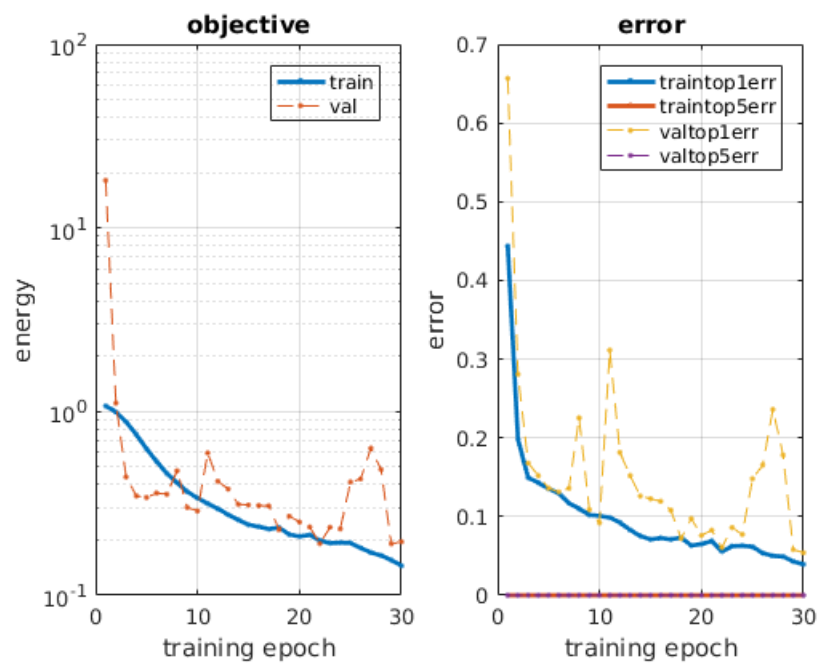 objective
energy
10^2
10^1
10^0
10^-1
train
val
0
10
20
30
training epoch
error
error
0.7
0.6
0.5
0.4
0.3
0.2
0.1
0
traintop1err
traintop5err
valtop1err
valtop5err
0
10
20
30
training epoch